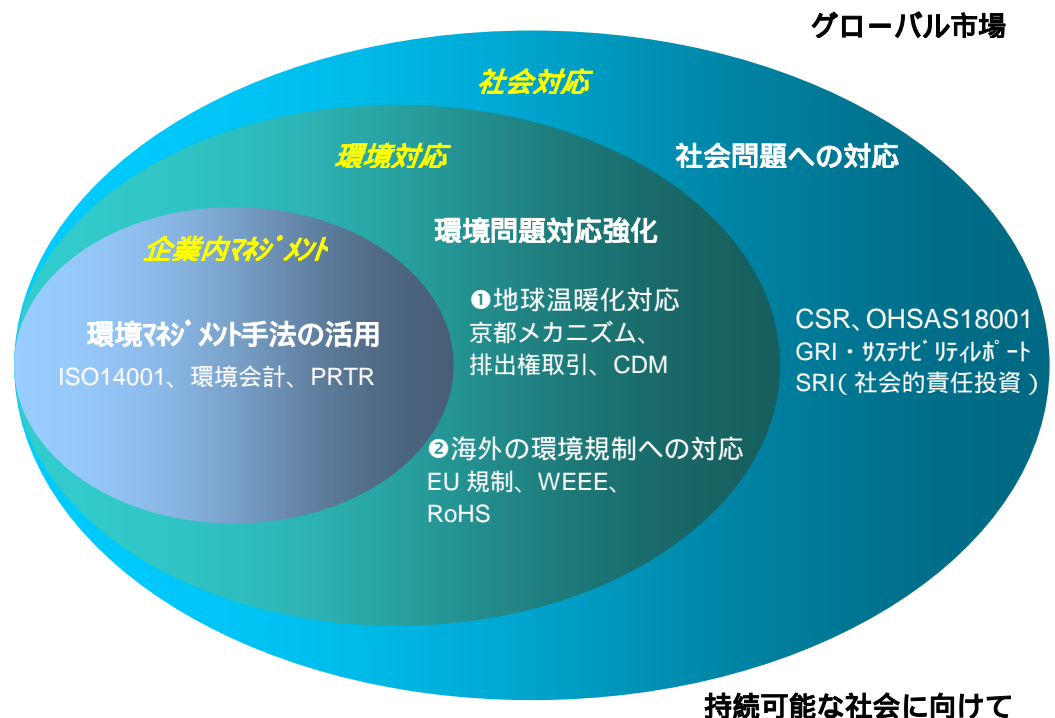 グローバル市場
社会対応
環境対応
社会問題への対応
環境問題対応強化
企業内ﾏﾈｼﾞﾒﾝﾄ
❶地球温暖化対応
京都メカニズム、
排出権取引、CDM
環境ﾏﾈｼﾞﾒﾝﾄ手法の活用
ISO14001、環境会計、PRTR
CSR、OHSAS18001
GRI・ｻｽﾃﾅﾋﾞﾘﾃｨﾚﾎﾟｰﾄ
SRI(社会的責任投資)
❷海外の環境規制への対応
EU 規制、WEEE、
RoHS
持続可能な社会に向けて